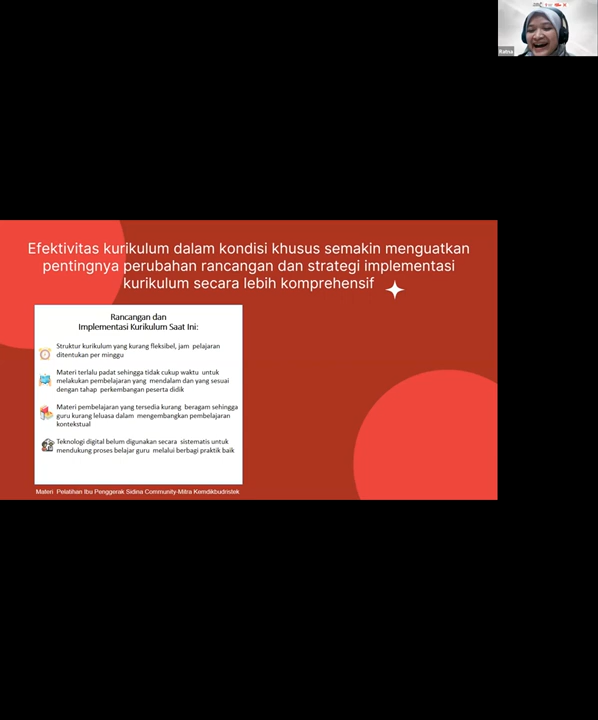 Ratna
Efektivitas kurikulum dalam kondisi khusus semakin menguatkan
pentingnya perubahan rancangan dan strategi implementasi
kurikulum secara lebih komprehensif
Rancangan dan
Implementasi Kurikulum Saat Ini:
Struktur kurikulum yang kurang fleksibel, jam pelajaran
ditentukan per minggu
Materi terlalu padat sehingga tidak cukup waktu untuk
melakukan pembelajaran yang mendalam dan yang sesuai
dengan tahap perkembangan peserta didik
Materi pembelajaran yang tersedia kurang beragam sehingga
guru kurang leluasa dalam mengembangkan pembelajaran
kontekstual
Teknologi digital belum digunakan secara sistematis untuk
mendukung proses belajar guru melalui berbagi praktik baik
Materi Pelatihan Ibu Penggerak Sidina Community-Mitra Kemdikbudristek